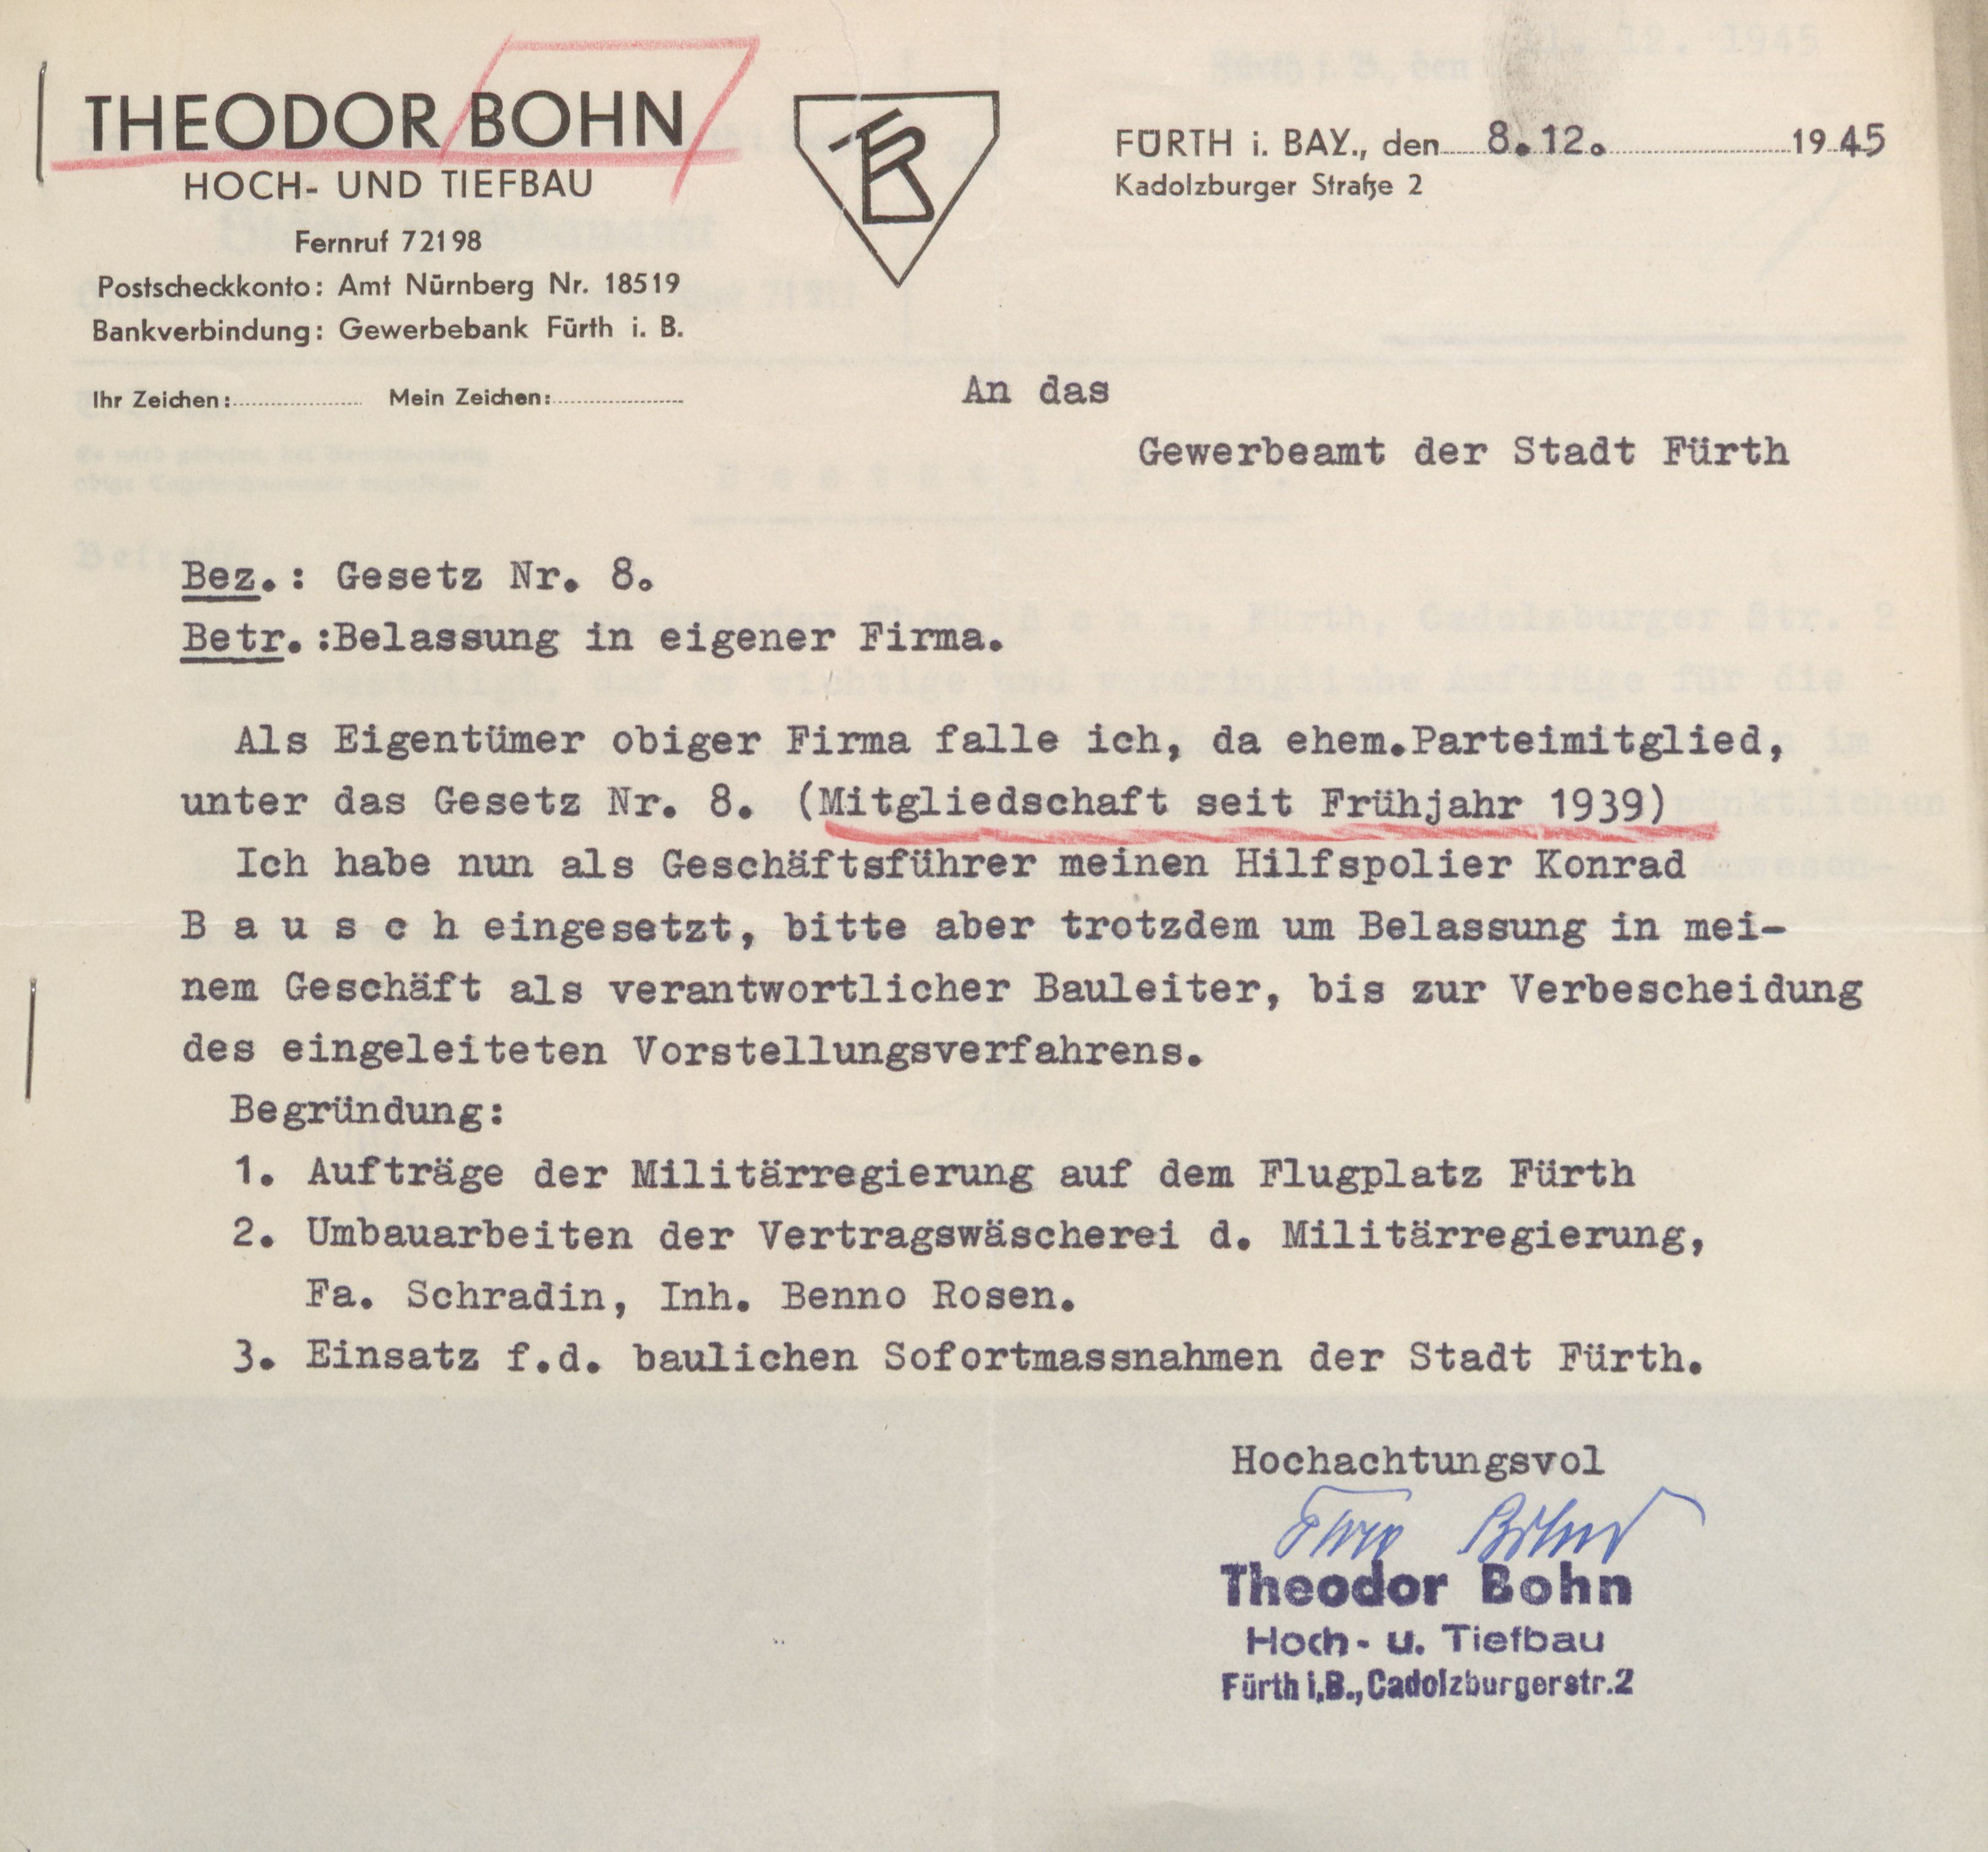 THEODOR BOHN
HOCH- UND TIEFBAU
Fernruf 72198
Postscheckkonto: Amt Nürnberg Nr. 18519
Bankverbindung: Gewerbebank Fürth i. B.
Ihr Zeichen: Mein Zeichen:
FÜRTH i. BAY., den 8.12. 1945
Kadolzburger Straße 2
An das
Gewerbeamt der Stadt Fürth
Bez.: Gesetz Nr. 8.
Betr.:Belassung in eigener Firma.
Als Eigentümer obiger Firma falle ich, da ehem.Parteimitglied,
unter das Gesetz Nr. 8. (Mitgliedschaft seit Frühjahr 1939)
Ich habe nun als Geschäftsführer meinen Hilfspolier Konrad
B a u s c h eingesetzt, bitte aber trotzdem um Belassung in mei-
nem Geschäft als verantwortlicher Bauleiter, bis zur Verbescheidung
des eingeleiteten Vorstellungsverfahrens.
Begründung:
1. Aufträge der Militärregierung auf dem Flugplatz Fürth
2. Umbauarbeiten der Vertragswäscherei d. Militärregierung,
Fa. Schradin, Inh. Benno Rosen.
3. Einsatz f.d. baulichen Sofortmassnahmen der Stadt Fürth.
Hochachtungsvol
Theo Bohn
Theodor Bohn
Hoch- u. Tiefbau
Fürth i.B., Cadolzburgerstr.2